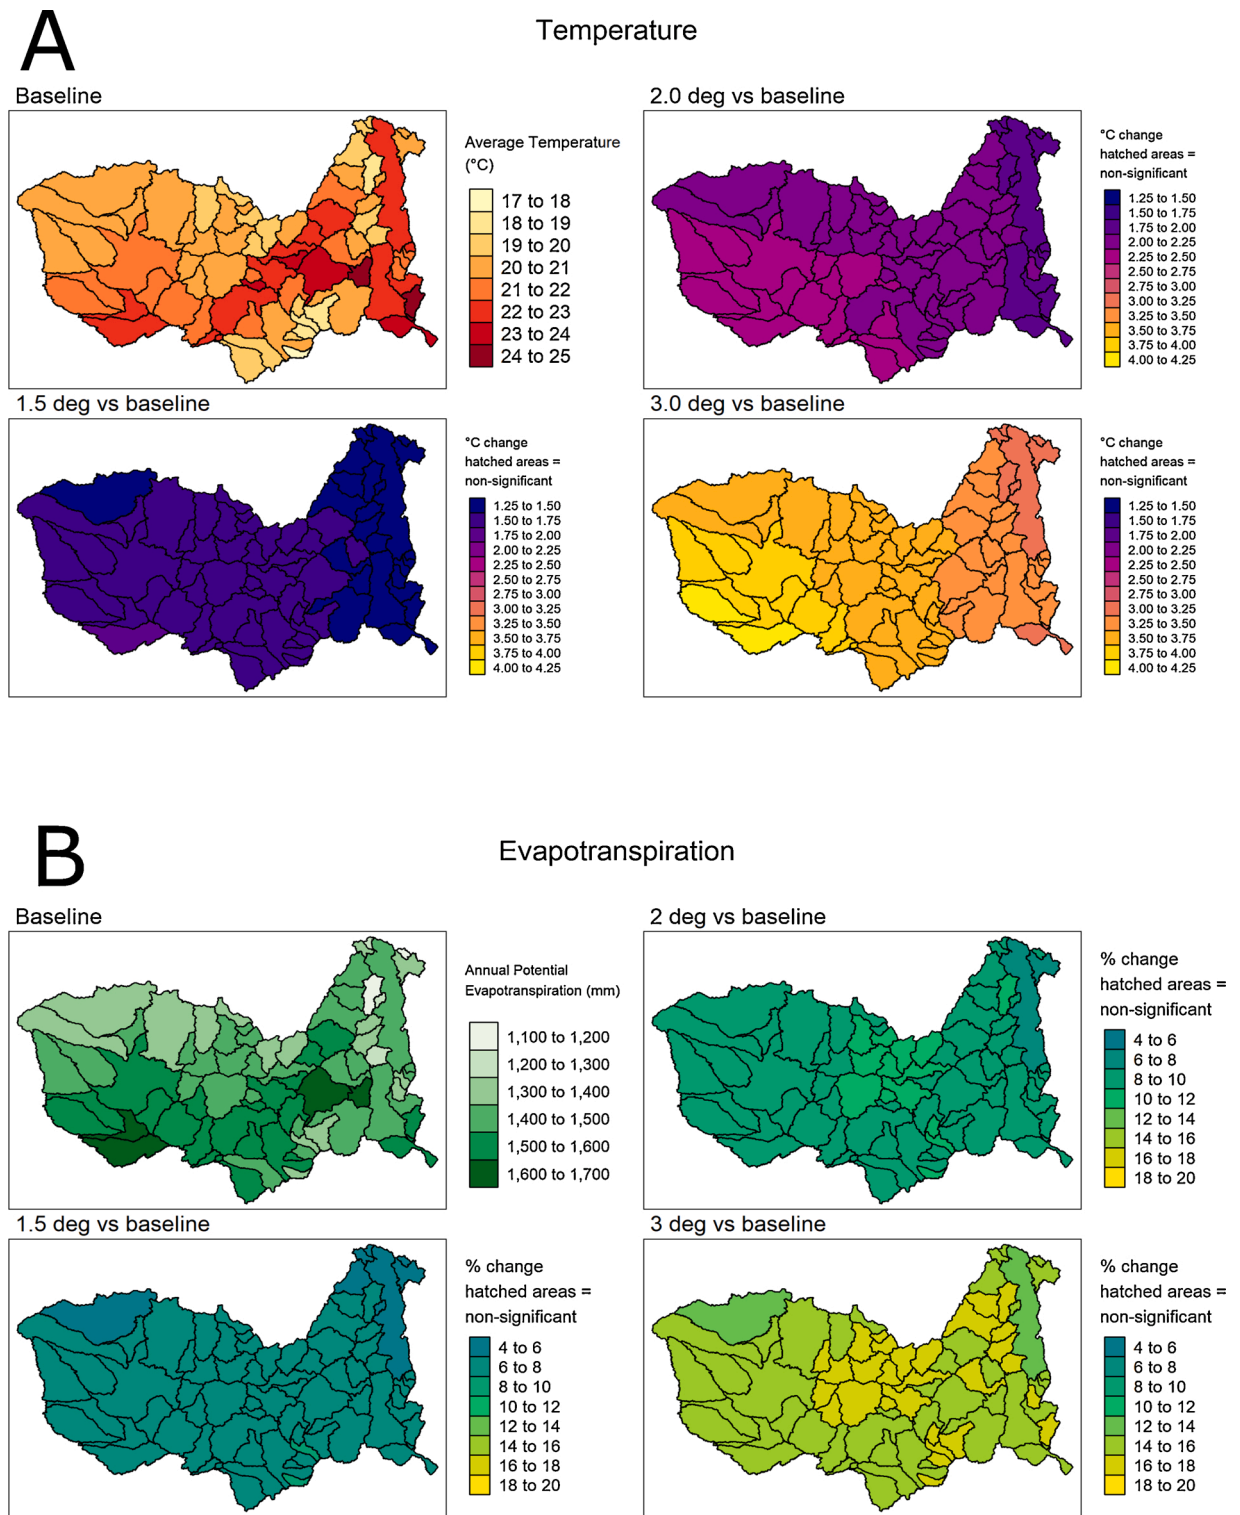 A
Temperature
Baseline
Average Temperature
(°C)
17 to 18
18 to 19
19 to 20
20 to 21
21 to 22
22 to 23
23 to 24
24 to 25
2.0 deg vs baseline
°C change
hatched areas =
non-significant
1.25 to 1.50
1.50 to 1.75
1.75 to 2.00
2.00 to 2.25
2.25 to 2.50
2.50 to 2.75
2.75 to 3.00
3.00 to 3.25
3.25 to 3.50
3.50 to 3.75
3.75 to 4.00
4.00 to 4.25
1.5 deg vs baseline
°C change
hatched areas =
non-significant
1.25 to 1.50
1.50 to 1.75
1.75 to 2.00
2.00 to 2.25
2.25 to 2.50
2.50 to 2.75
2.75 to 3.00
3.00 to 3.25
3.25 to 3.50
3.50 to 3.75
3.75 to 4.00
4.00 to 4.25
3.0 deg vs baseline
°C change
hatched areas =
non-significant
1.25 to 1.50
1.50 to 1.75
1.75 to 2.00
2.00 to 2.25
2.25 to 2.50
2.50 to 2.75
2.75 to 3.00
3.00 to 3.25
3.25 to 3.50
3.50 to 3.75
3.75 to 4.00
4.00 to 4.25
B
Evapotranspiration
Baseline
Annual Potential
Evapotranspiration (mm)
1,100 to 1,200
1,200 to 1,300
1,300 to 1,400
1,400 to 1,500
1,500 to 1,600
1,600 to 1,700
2 deg vs baseline
% change
hatched areas =
non-significant
4 to 6
6 to 8
8 to 10
10 to 12
12 to 14
14 to 16
16 to 18
18 to 20
1.5 deg vs baseline
% change
hatched areas =
non-significant
4 to 6
6 to 8
8 to 10
10 to 12
12 to 14
14 to 16
16 to 18
18 to 20
3 deg vs baseline
% change
hatched areas =
non-significant
4 to 6
6 to 8
8 to 10
10 to 12
12 to 14
14 to 16
16 to 18
18 to 20